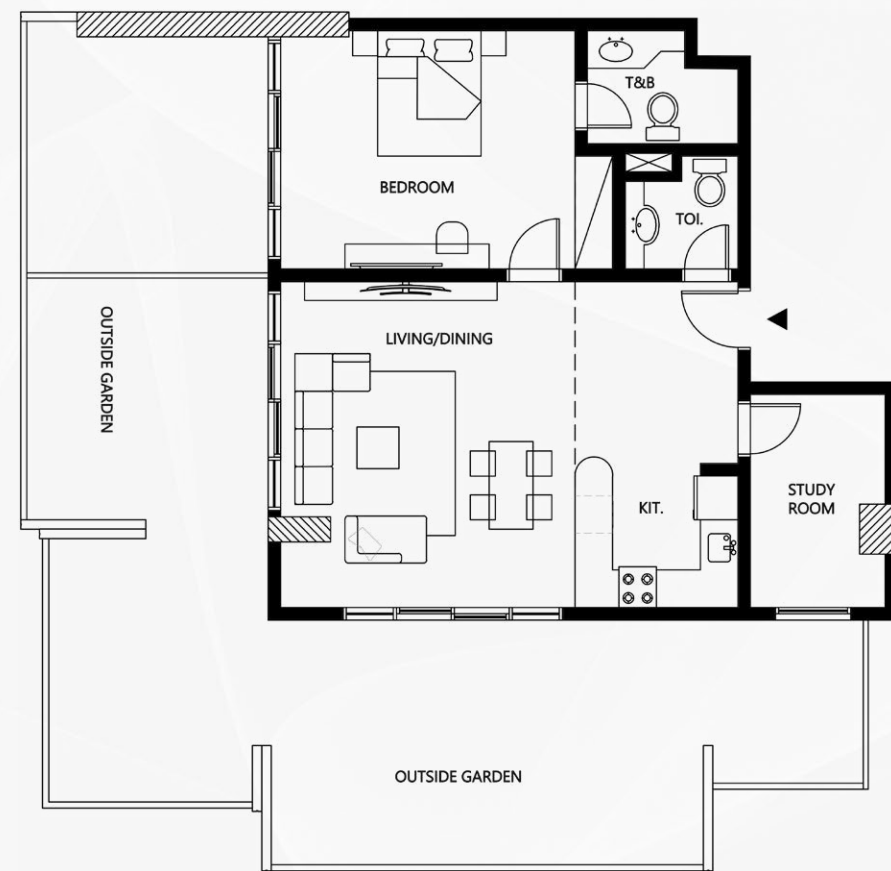 T&B
BEDROOM
TOI.
LIVING/DINING
OUTSIDE GARDEN
STUDY
ROOM
KIT.
OUTSIDE GARDEN